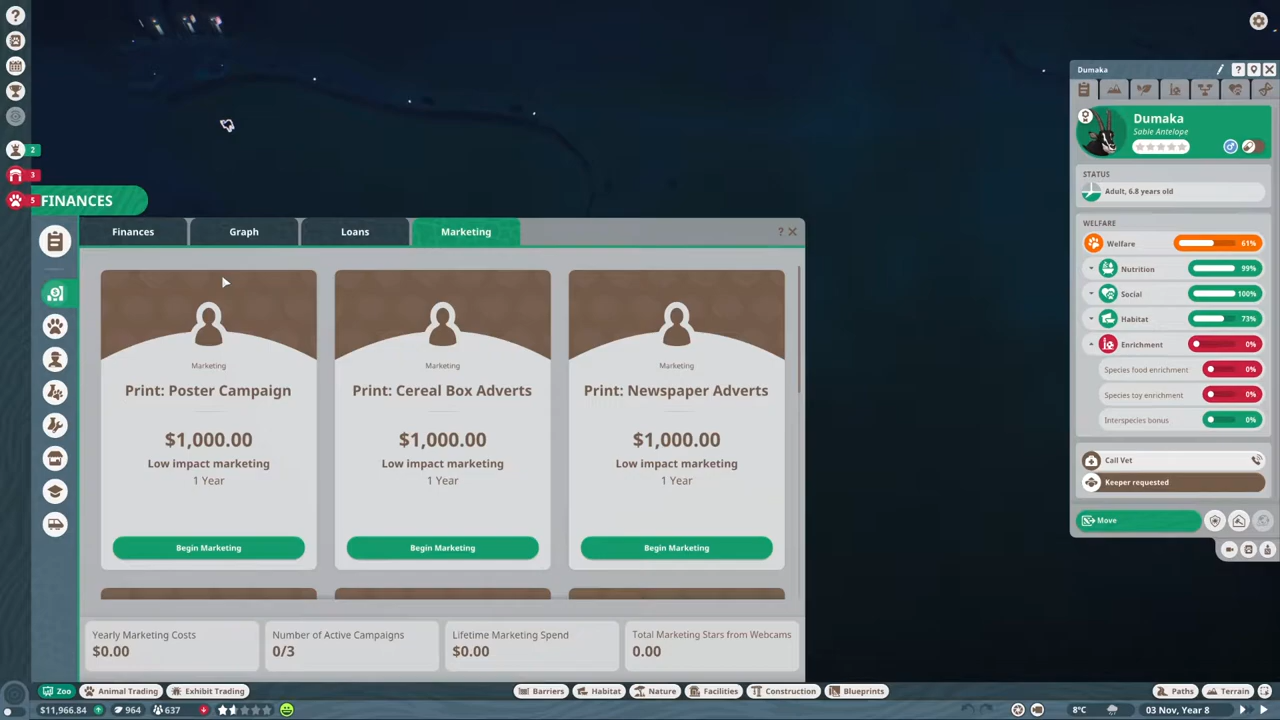 2
3
5
FINANCES
Finances
Graph
Loans
Marketing
?
Marketing
Print: Poster Campaign
$1,000.00
Low impact marketing
1 Year
Begin Marketing
Marketing
Print: Cereal Box Adverts
$1,000.00
Low impact marketing
1 Year
Begin Marketing
Marketing
Print: Newspaper Adverts
$1,000.00
Low impact marketing
1 Year
Begin Marketing
Yearly Marketing Costs
$0.00
Number of Active Campaigns
0/3
Lifetime Marketing Spend
$0.00
Total Marketing Stars from Webcams
0.00
Dumaka
?
Dumaka
Sable Antelope
STATUS
Adult, 6.8 years old
WELFARE
Welfare 61%
Nutrition 99%
Social 100%
Habitat 73%
Enrichment 0%
Species food enrichment 0%
Species toy enrichment 0%
Interspecies bonus 0%
Call Vet
Keeper requested
Move
Zoo
Animal Trading
Exhibit Trading
Barriers
Habitat
Nature
Facilities
Construction
Blueprints
Paths
Terrain
$11,966.84
964
637
8°C
03 Nov, Year 8